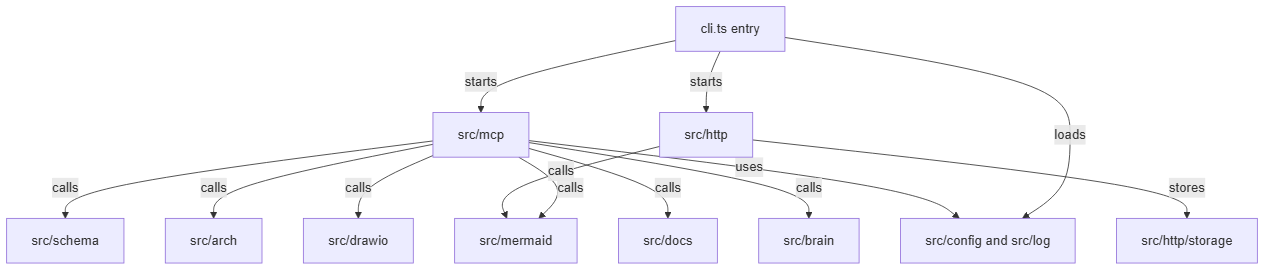 cli.ts entry
starts
starts
src/mcp
src/http
loads
calls
calls
calls
calls
calls
calls
uses
calls
stores
src/schema
src/arch
src/drawio
src/mermaid
src/docs
src/brain
src/config and src/log
src/http/storage